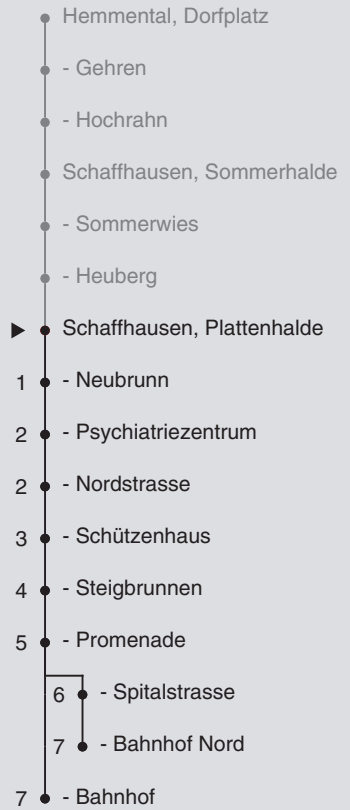 Hemmental, Dorfplatz
- Gehren
- Hochrahn
Schaffhausen, Sommerhalde
- Sommerwies
- Heuberg
Schaffhausen, Plattenhalde
1 - Neubrunn
2 - Psychiatriezentrum
2 - Nordstrasse
3 - Schützenhaus
4 - Steigbrunnen
5 - Promenade
6 - Spitalstrasse
7 - Bahnhof Nord
7 - Bahnhof